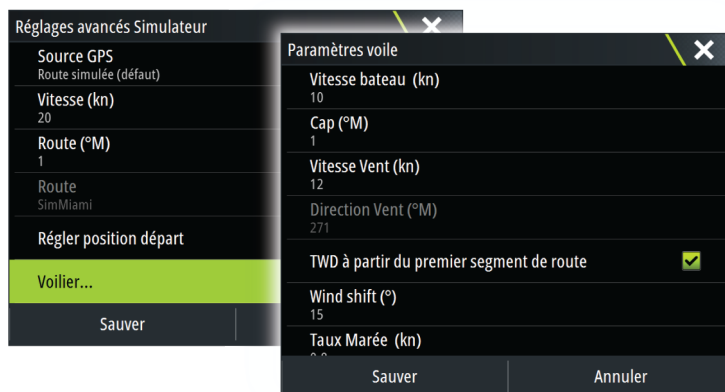 Réglages avancés Simulateur
Source GPS
Route simulée (défaut)
Vitesse (kn)
20
Route (°M)
1
Route
SimMiami
Régler position départ
Voilier...
Sauver
Paramètres voile
Vitesse bateau (kn)
10
Cap (°M)
1
Vitesse Vent (kn)
12
Direction Vent (°M)
271
TWD à partir du premier segment de route
Wind shift (°)
15
Taux Marée (kn)
Sauver
Annuler